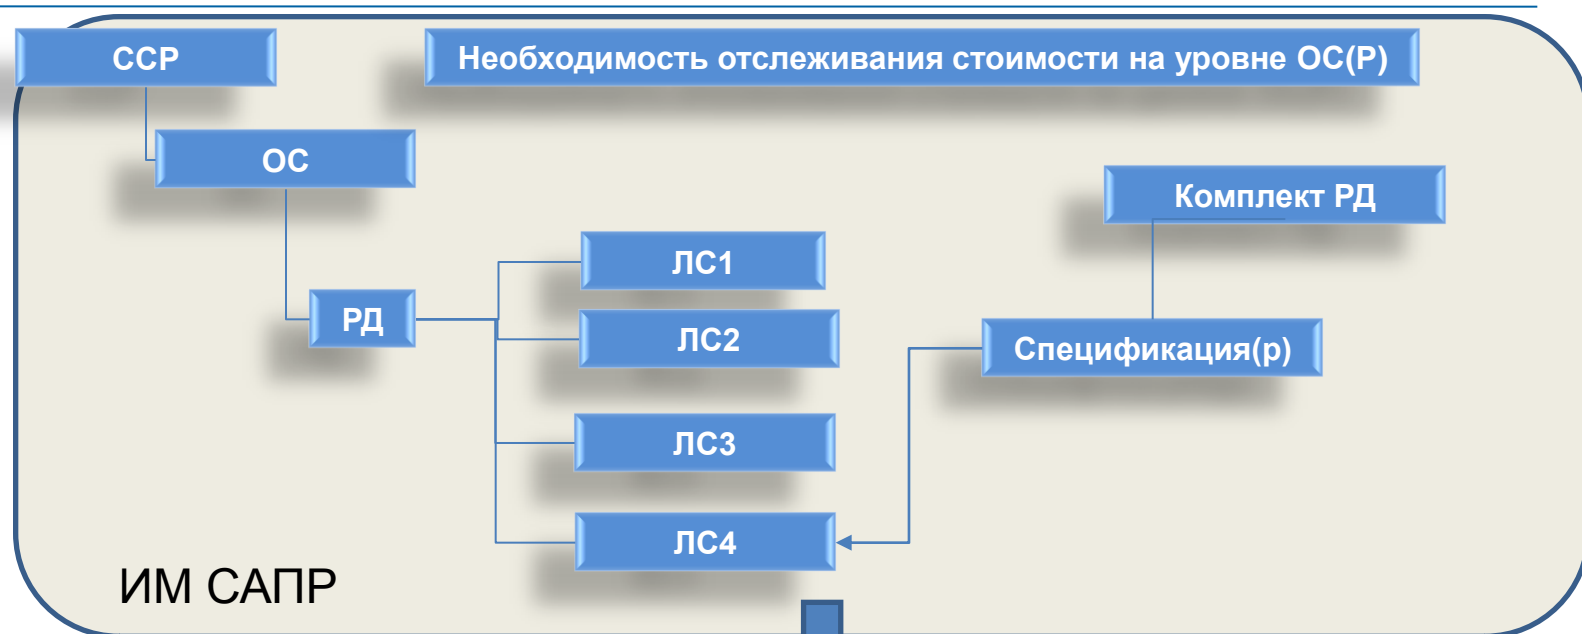 ССР
Необходимость отслеживания стоимости на уровне ОС(Р)
ОС
Комплект РД
ЛС1
РД
ЛС2
Спецификация(р)
ЛС3
ЛС4
ИМ САПР